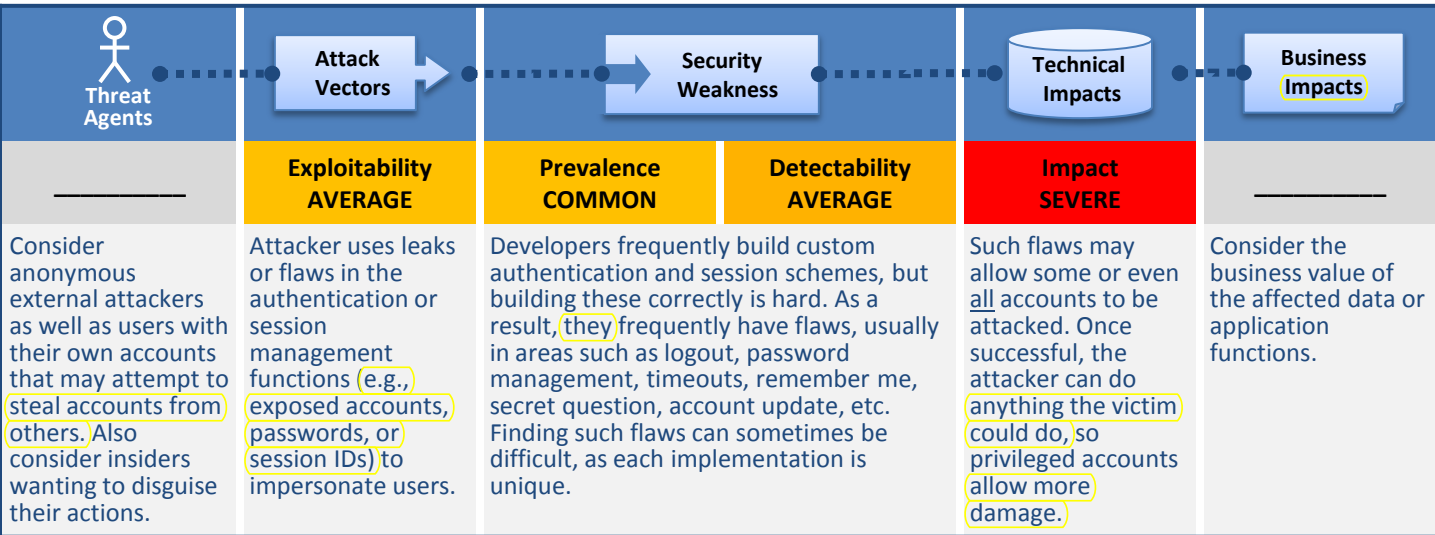 Threat
Agents
Attack
Vectors
Security
Weakness
Technical
Impacts
Business
Impacts
__________
Exploitability
AVERAGE
Prevalence
COMMON
Detectability
AVERAGE
Impact
SEVERE
__________
Consider
anonymous
external attackers
as well as users with
their own accounts
that may attempt to
steal accounts from
others. Also
consider insiders
wanting to disguise
their actions.
Attacker uses leaks
or flaws in the
authentication or
session
management
functions (e.g.,
exposed accounts,
passwords, or
session IDs) to
impersonate users.
Developers frequently build custom
authentication and session schemes, but
building these correctly is hard. As a
result, they frequently have flaws, usually
in areas such as logout, password
management, timeouts, remember me,
secret question, account update, etc.
Finding such flaws can sometimes be
difficult, as each implementation is
unique.
Such flaws may
allow some or even
all accounts to be
attacked. Once
successful, the
attacker can do
anything the victim
could do, so
privileged accounts
allow more
damage.
Consider the
business value of
the affected data or
application
functions.